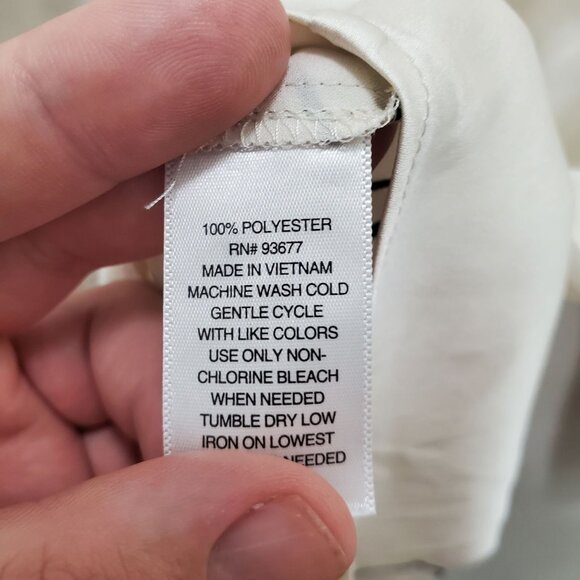 100% POLYESTER
RN# 93677
MADE IN VIETNAM
MACHINE WASH COLD
GENTLE CYCLE
WITH LIKE COLORS
USE ONLY NON-
CHLORINE BLEACH
WHEN NEEDED
TUMBLE DRY LOW
IRON ON LOWEST
NEEDED